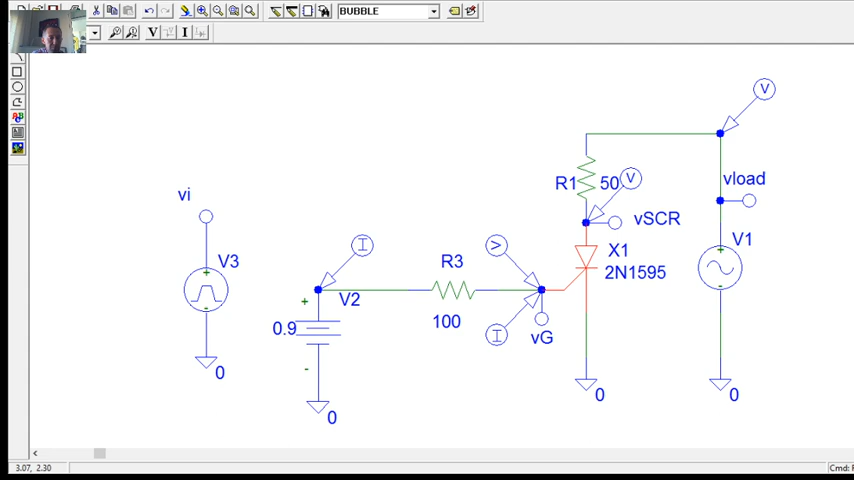 BUBBLE
V I
V
R1 50 V
vload
vi
vSCR
V3
I
R3
V
X1
V1
2N1595
+
V2
100
0.9
I
vG
-
0
0
0
0
3.07, 2.30
Cmd: